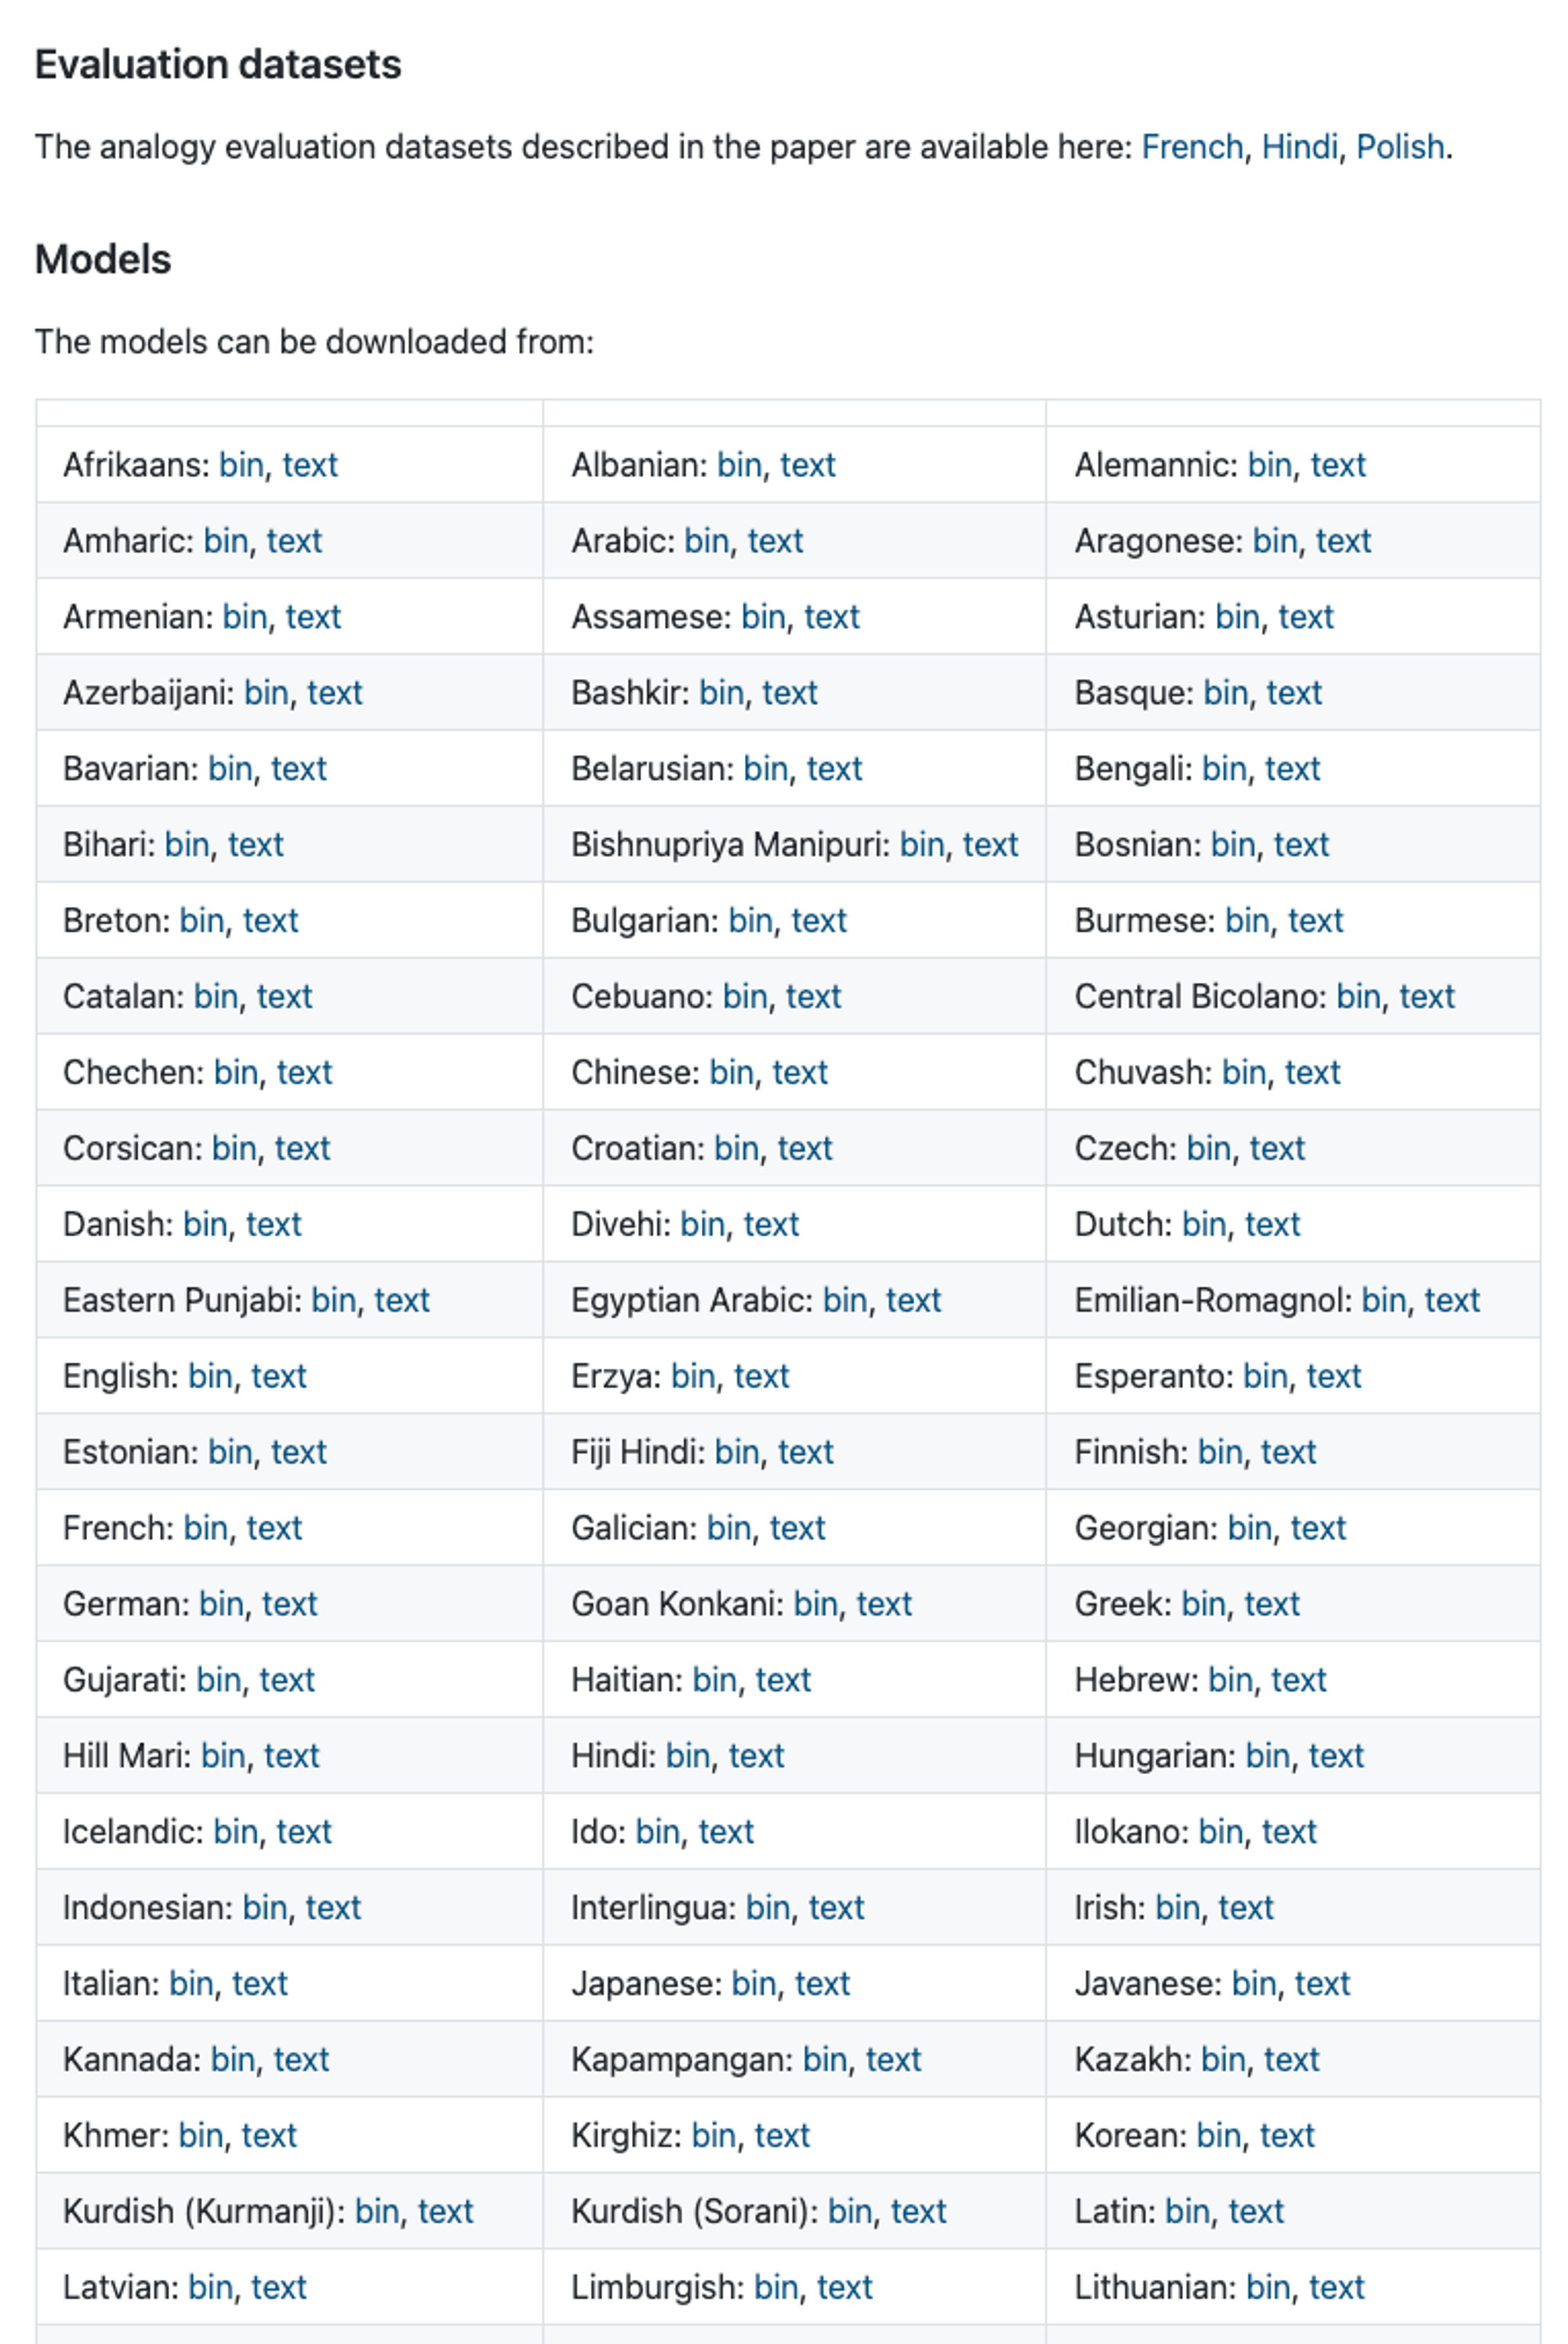 Evaluation datasets
The analogy evaluation datasets described in the paper are available here: French, Hindi, Polish.
Models
The models can be downloaded from:
Afrikaans: bin, text Albanian: bin, text Alemannic: bin, text
Amharic: bin, text Arabic: bin, text Aragonese: bin, text
Armenian: bin, text Assamese: bin, text Asturian: bin, text
Azerbaijani: bin, text Bashkir: bin, text Basque: bin, text
Bavarian: bin, text Belarusian: bin, text Bengali: bin, text
Bihari: bin, text Bishnupriya Manipuri: bin, text Bosnian: bin, text
Breton: bin, text Bulgarian: bin, text Burmese: bin, text
Catalan: bin, text Cebuano: bin, text Central Bicolano: bin, text
Chechen: bin, text Chinese: bin, text Chuvash: bin, text
Corsican: bin, text Croatian: bin, text Czech: bin, text
Danish: bin, text Divehi: bin, text Dutch: bin, text
Eastern Punjabi: bin, text Egyptian Arabic: bin, text Emilian-Romagnol: bin, text
English: bin, text Erzya: bin, text Esperanto: bin, text
Estonian: bin, text Fiji Hindi: bin, text Finnish: bin, text
French: bin, text Galician: bin, text Georgian: bin, text
German: bin, text Goan Konkani: bin, text Greek: bin, text
Gujarati: bin, text Haitian: bin, text Hebrew: bin, text
Hill Mari: bin, text Hindi: bin, text Hungarian: bin, text
Icelandic: bin, text Ido: bin, text Ilokano: bin, text
Indonesian: bin, text Interlingua: bin, text Irish: bin, text
Italian: bin, text Japanese: bin, text Javanese: bin, text
Kannada: bin, text Kapampangan: bin, text Kazakh: bin, text
Khmer: bin, text Kirghiz: bin, text Korean: bin, text
Kurdish (Kurmanji): bin, text Kurdish (Sorani): bin, text Latin: bin, text
Latvian: bin, text Limburgish: bin, text Lithuanian: bin, text